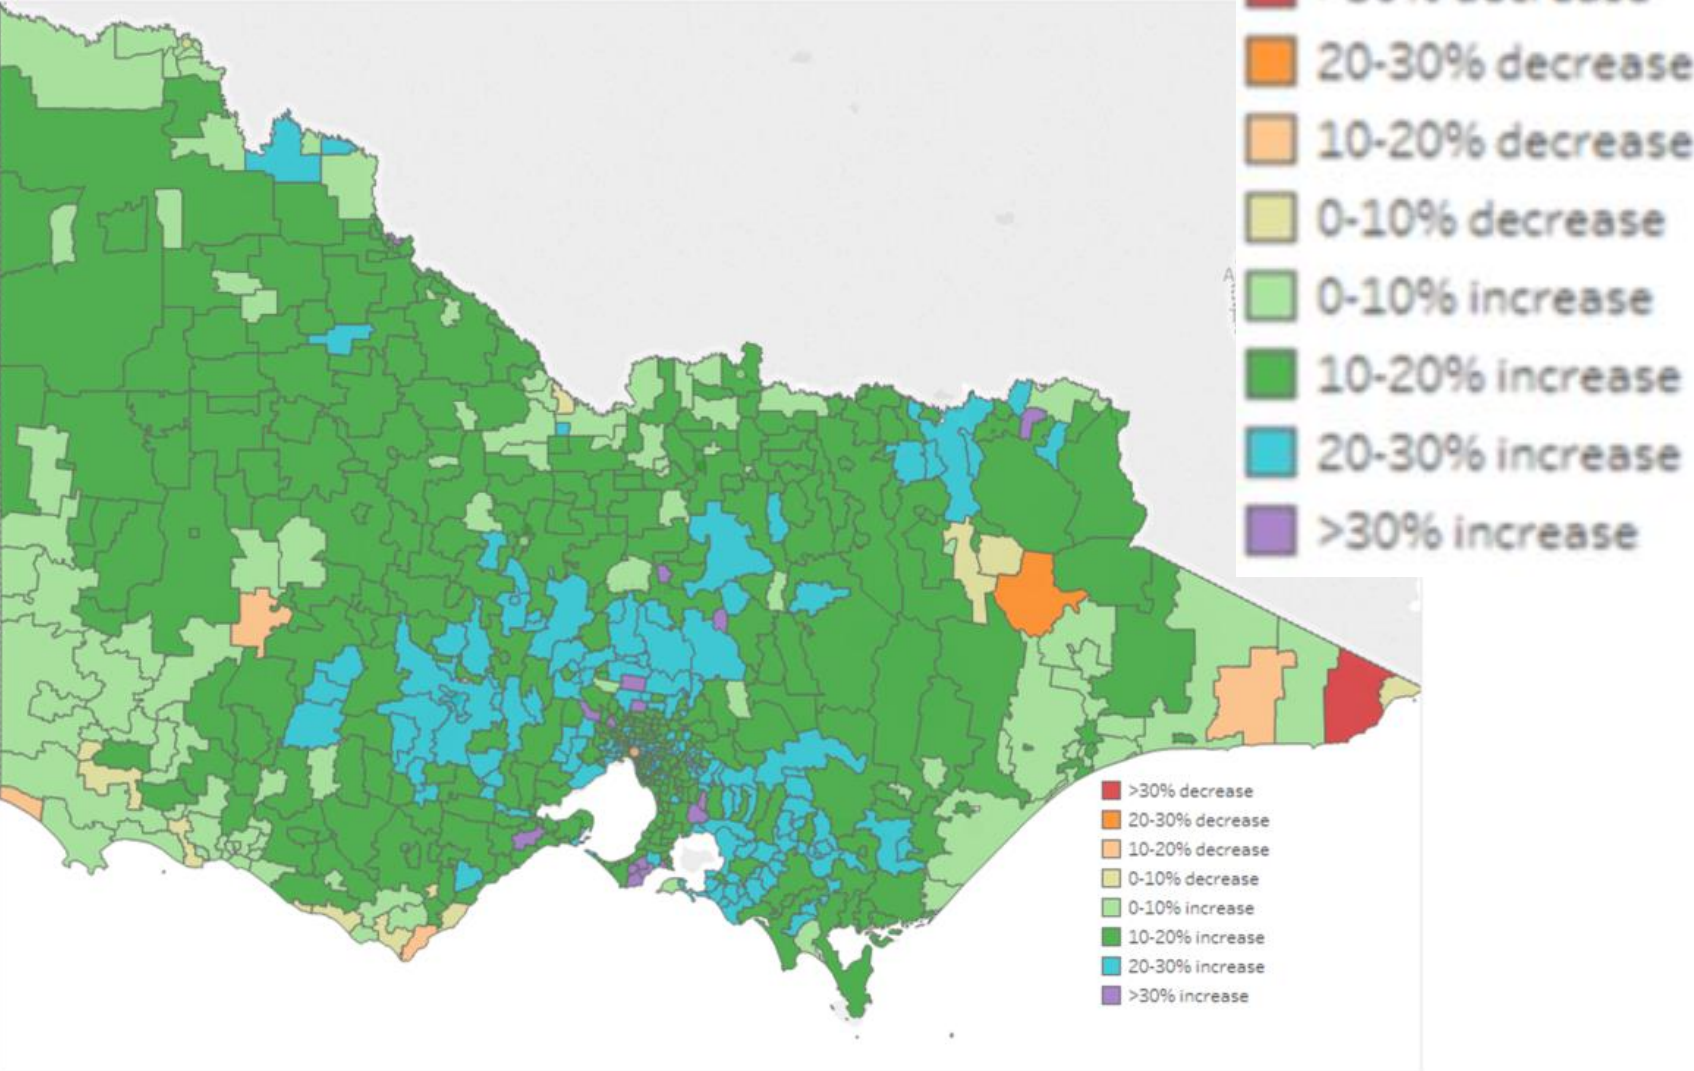 20-30% decrease
10-20% decrease
0-10% decrease
0-10% increase
10-20% increase
20-30% increase
>30% increase
A
>30% decrease
20-30% decrease
10-20% decrease
0-10% decrease
0-10% increase
10-20% increase
20-30% increase
>30% increase